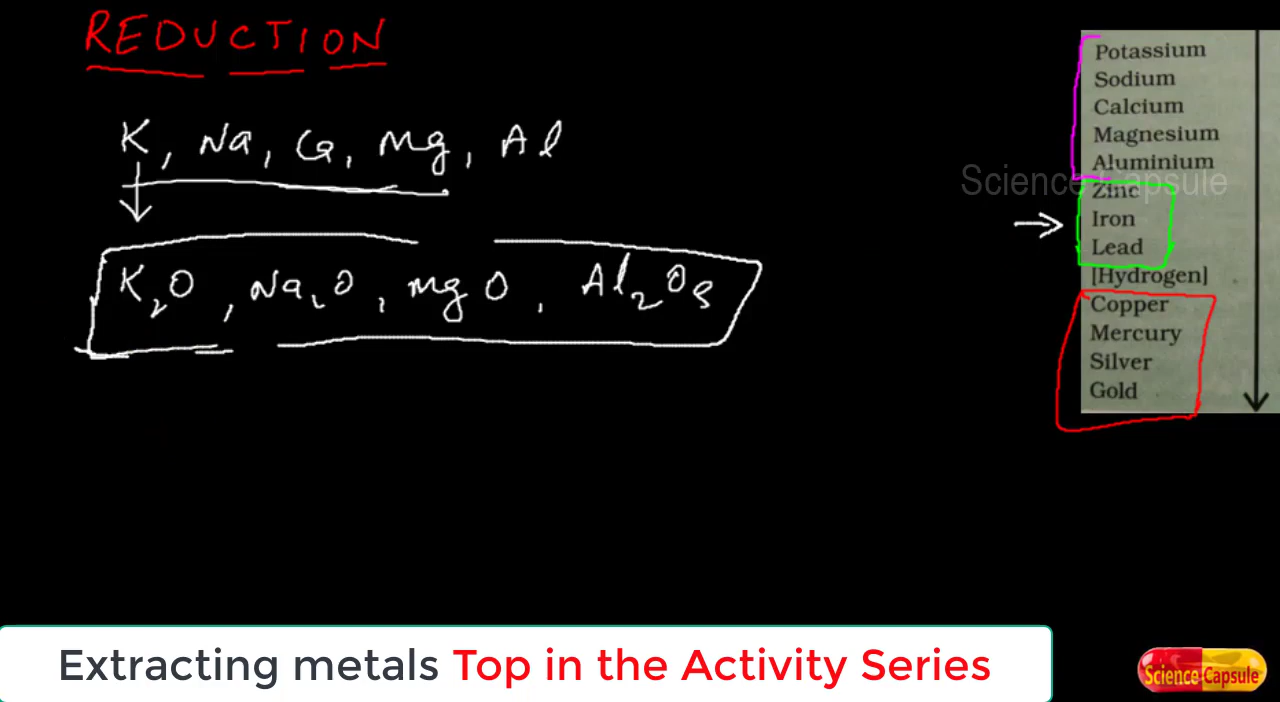 REDUCTION
K, Na, Ca, Mg, Al
K2O, Na2O, MgO, Al2O3
Potassium
Sodium
Calcium
Magnesium
Aluminium
Science Capsule
Zinc
Iron
Lead
[Hydrogen]
Copper
Mercury
Silver
Gold
Extracting metals Top in the Activity Series
Science Capsule